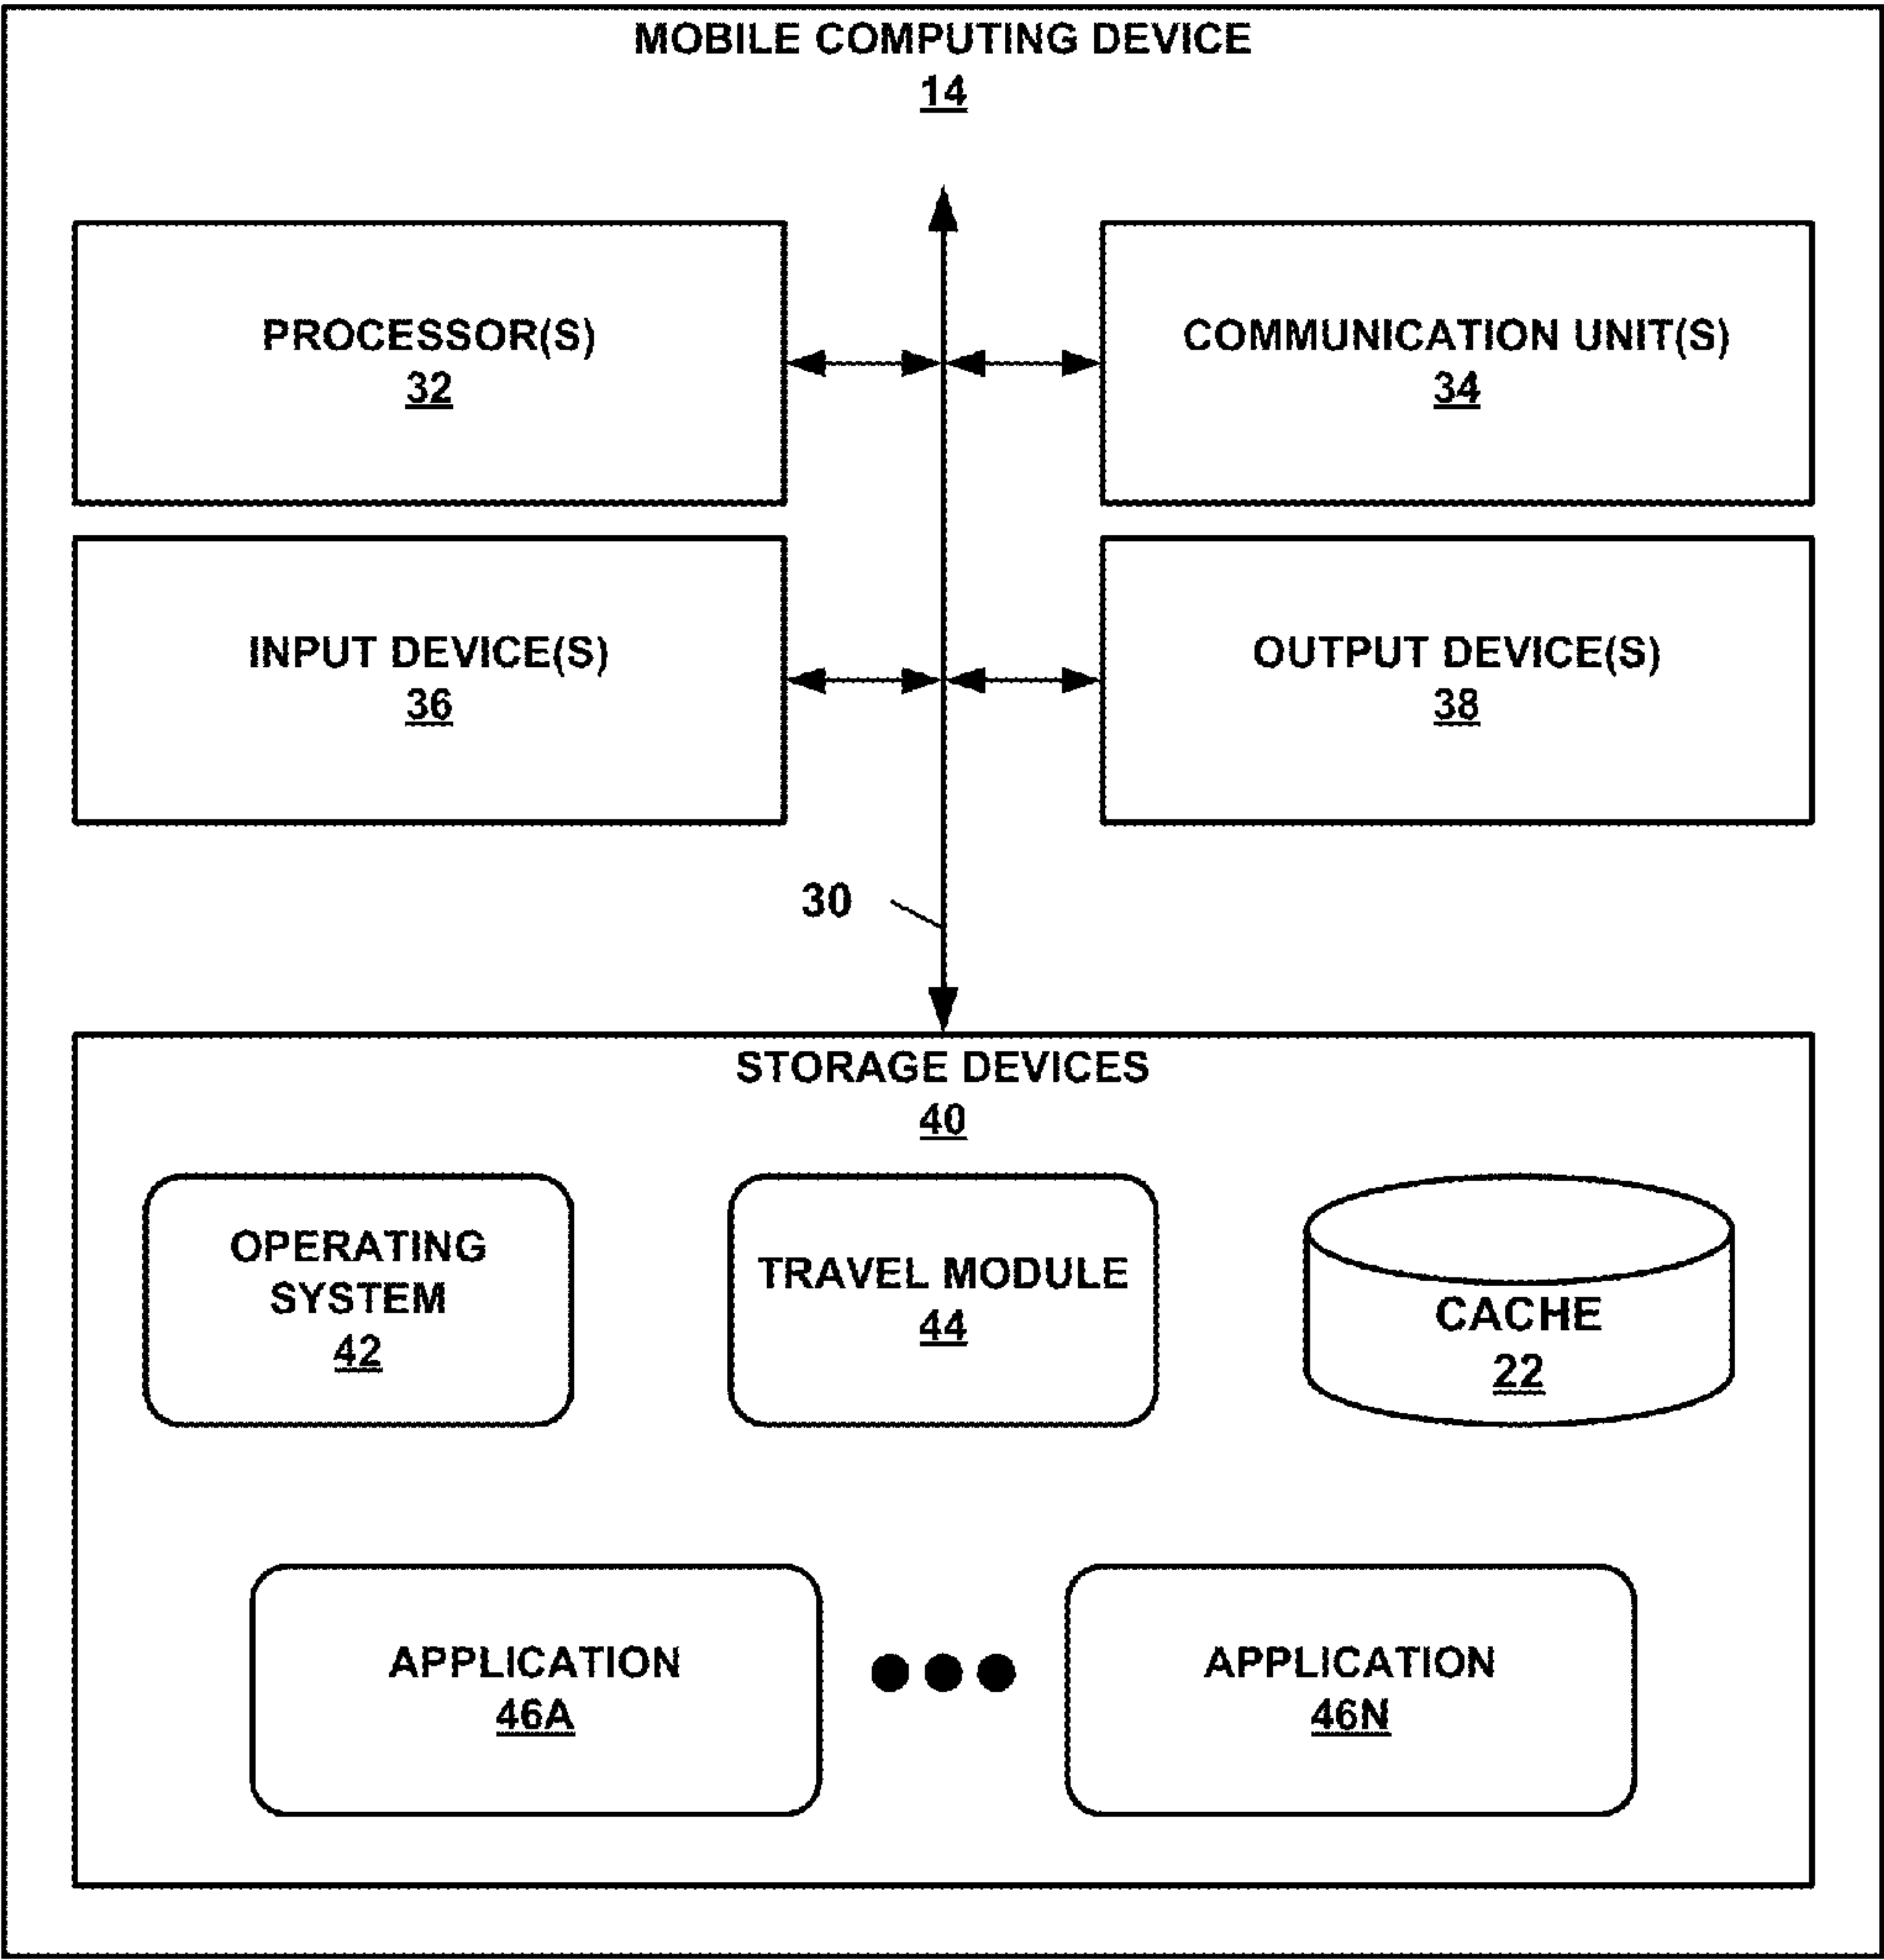 MOBILE COMPUTING DEVICE
14
PROCESSOR(S)
32
COMMUNICATION UNIT(S)
34
INPUT DEVICE(S)
36
OUTPUT DEVICE(S)
38
30
STORAGE DEVICES
40
OPERATING
SYSTEM
42
TRAVEL MODULE
44
CACHE
22
APPLICATION
46A
APPLICATION
46N